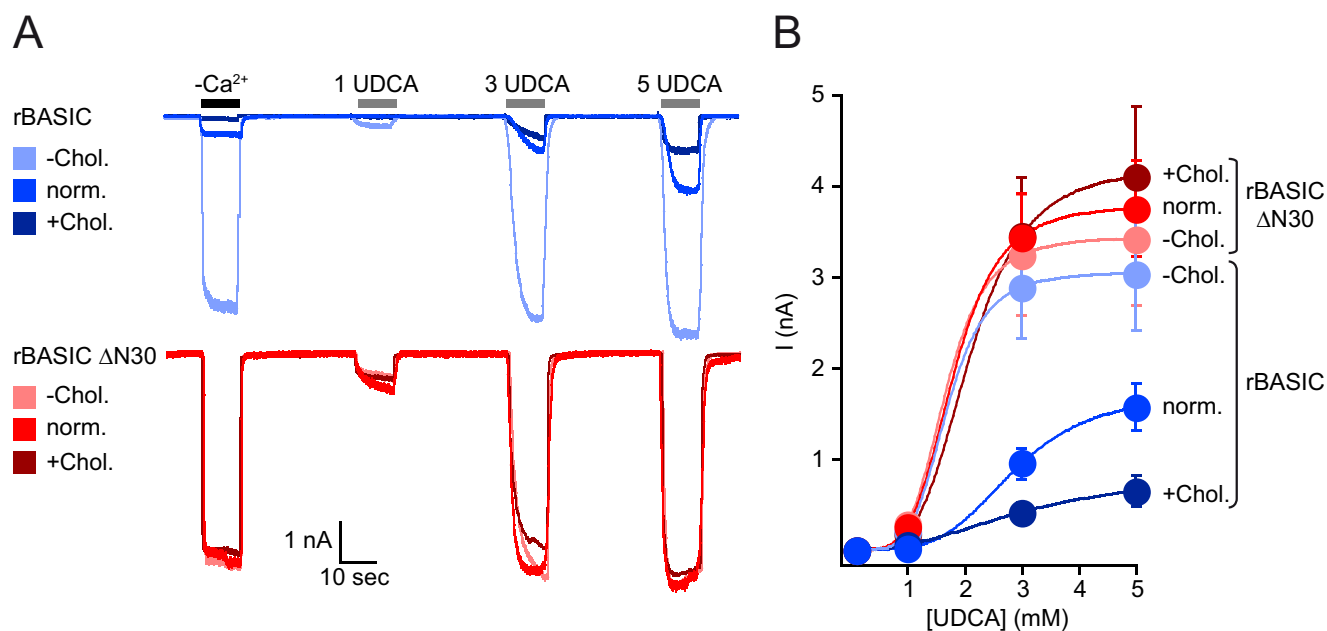 A
-Ca²⁺ 1 UDCA 3 UDCA 5 UDCA
rBASIC
-Chol.
norm.
+Chol.
rBASIC ΔN30
-Chol.
norm.
+Chol.
1 nA
10 sec
B
5
4
3
2
1
I (nA)
1 2 3 4 5
[UDCA] (mM)
+Chol.
norm.
-Chol.
rBASIC
ΔN30
-Chol.
norm.
+Chol.
rBASIC